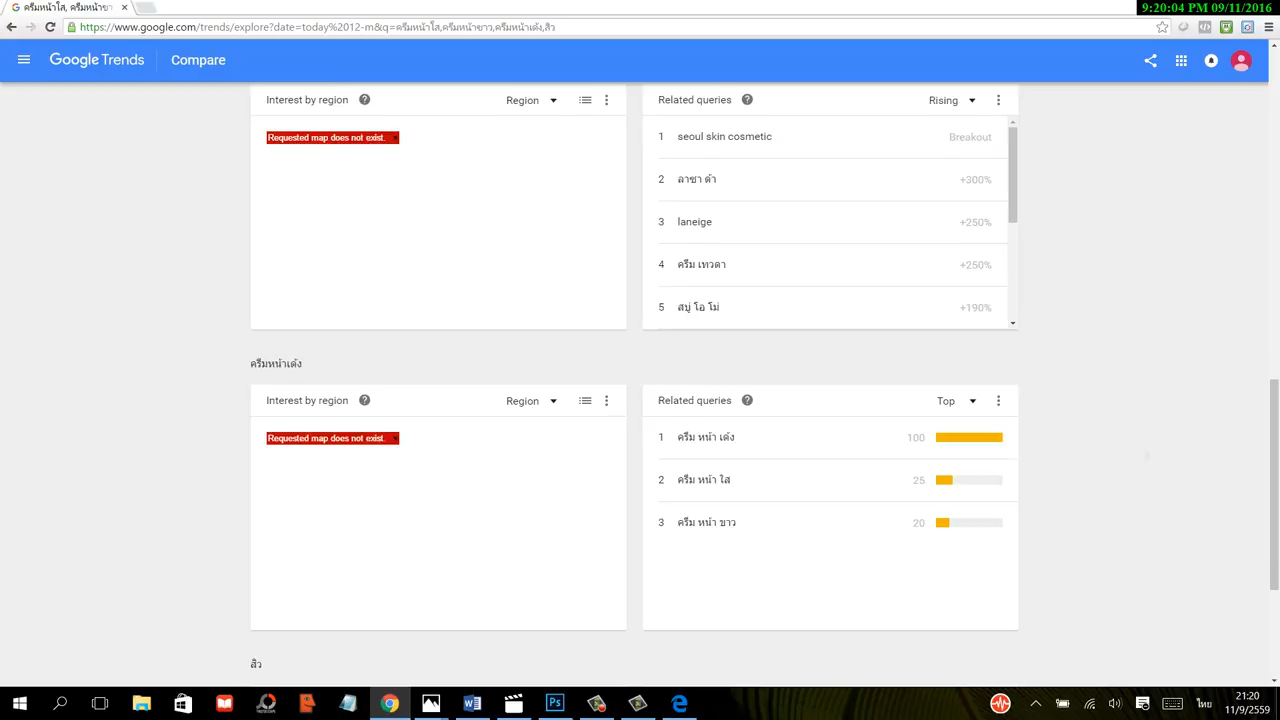 ครีมหน้าใส, ครีมหน้าขา
9:20:04 PM 09/11/2016
https://www.google.com/trends/explore?date=today%2012-m&q=ครีมหน้าใส,ครีมหน้าขาว,ครีมหน้าเด้ง,สิว
Google Trends
Compare
Interest by region
Region
Related queries
Rising
Requested map does not exist.
1 seoul skin cosmetic Breakout
2 ลาซา ด้า +300%
3 laneige +250%
4 ครีม เทวดา +250%
5 สบู่ โอ โม่ +190%
ครีมหน้าเด้ง
Interest by region
Region
Related queries
Top
Requested map does not exist.
1 ครีม หน้า เด้ง 100
2 ครีม หน้า ใส 25
3 ครีม หน้า ขาว 20
สิว
ไทย
21:20
11/9/2559